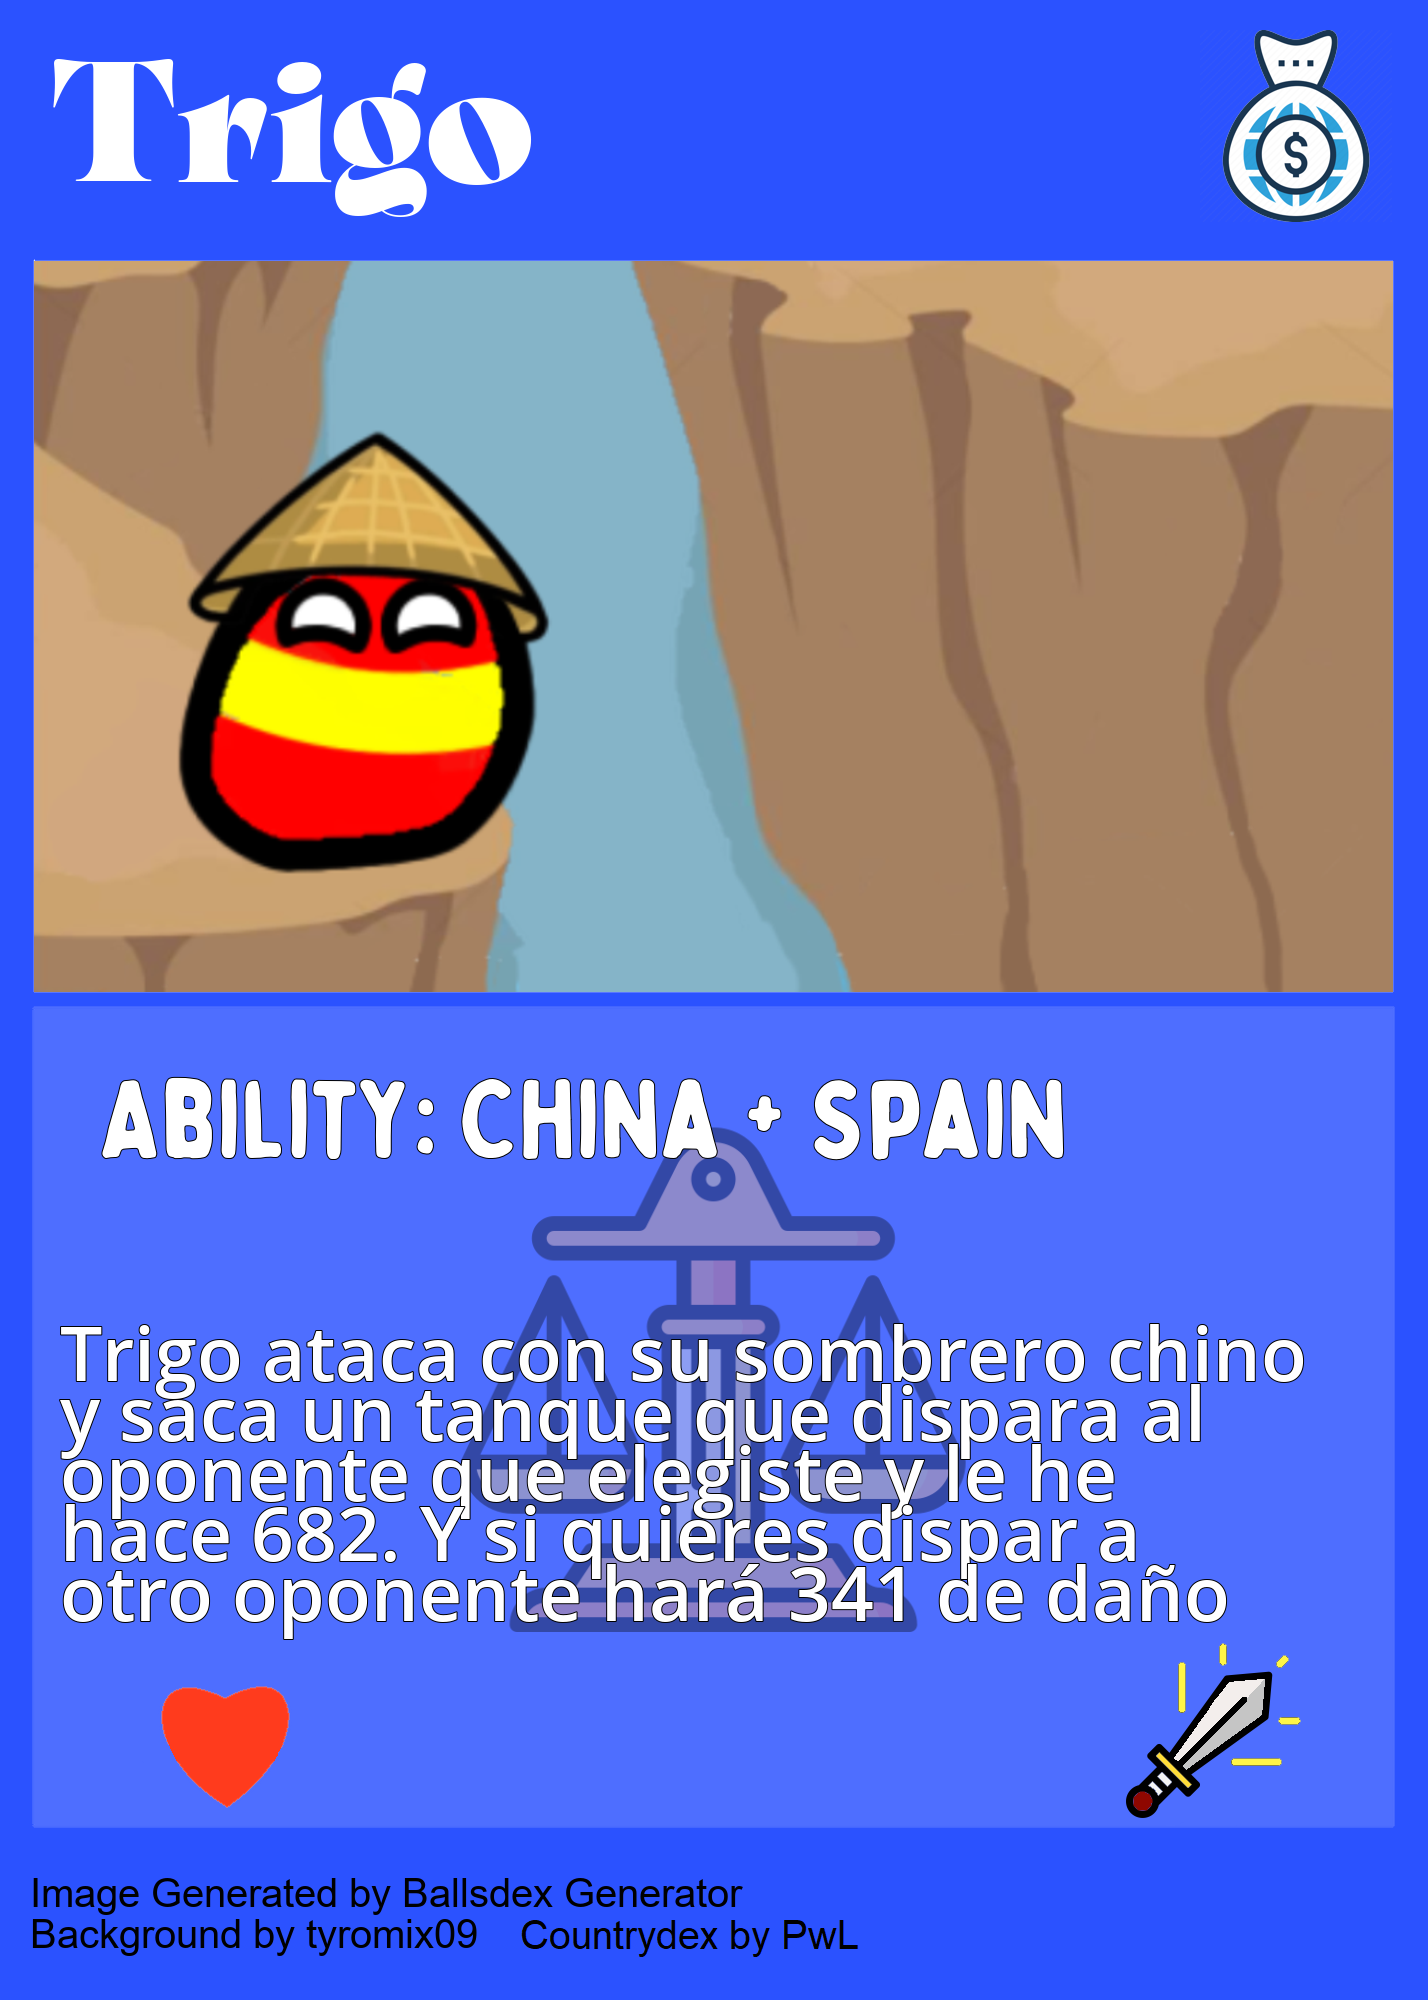 Trigo
$
ABILITY: CHINA + SPAIN
Trigo ataca con su sombrero chino
y saca un tanque que dispara al
oponente que elegiste y le he
hace 682. Y si quieres dispar a
otro oponente hará 341 de daño
Image Generated by Ballsdex Generator
Background by tyromix09 Countrydex by PwL